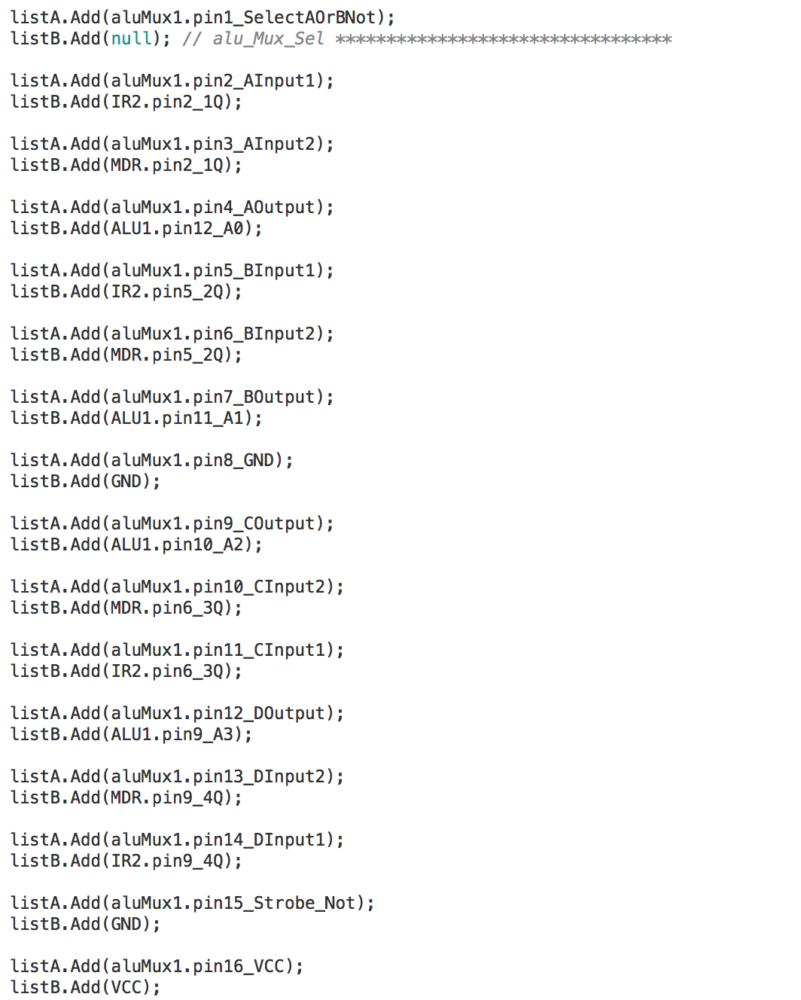 listA.Add(aluMux1.pin1_SelectAOrBNot);
listB.Add(null); // alu_Mux_Sel *********************************
listA.Add(aluMux1.pin2_AInput1);
listB.Add(IR2.pin2_1Q);
listA.Add(aluMux1.pin3_AInput2);
listB.Add(MDR.pin2_1Q);
listA.Add(aluMux1.pin4_AOutput);
listB.Add(ALU1.pin12_A0);
listA.Add(aluMux1.pin5_BInput1);
listB.Add(IR2.pin5_2Q);
listA.Add(aluMux1.pin6_BInput2);
listB.Add(MDR.pin5_2Q);
listA.Add(aluMux1.pin7_BOutput);
listB.Add(ALU1.pin11_A1);
listA.Add(aluMux1.pin8_GND);
listB.Add(GND);
listA.Add(aluMux1.pin9_COutput);
listB.Add(ALU1.pin10_A2);
listA.Add(aluMux1.pin10_CInput2);
listB.Add(MDR.pin6_3Q);
listA.Add(aluMux1.pin11_CInput1);
listB.Add(IR2.pin6_3Q);
listA.Add(aluMux1.pin12_DOutput);
listB.Add(ALU1.pin9_A3);
listA.Add(aluMux1.pin13_DInput2);
listB.Add(MDR.pin9_4Q);
listA.Add(aluMux1.pin14_DInput1);
listB.Add(IR2.pin9_4Q);
listA.Add(aluMux1.pin15_Strobe_Not);
listB.Add(GND);
listA.Add(aluMux1.pin16_VCC);
listB.Add(VCC);